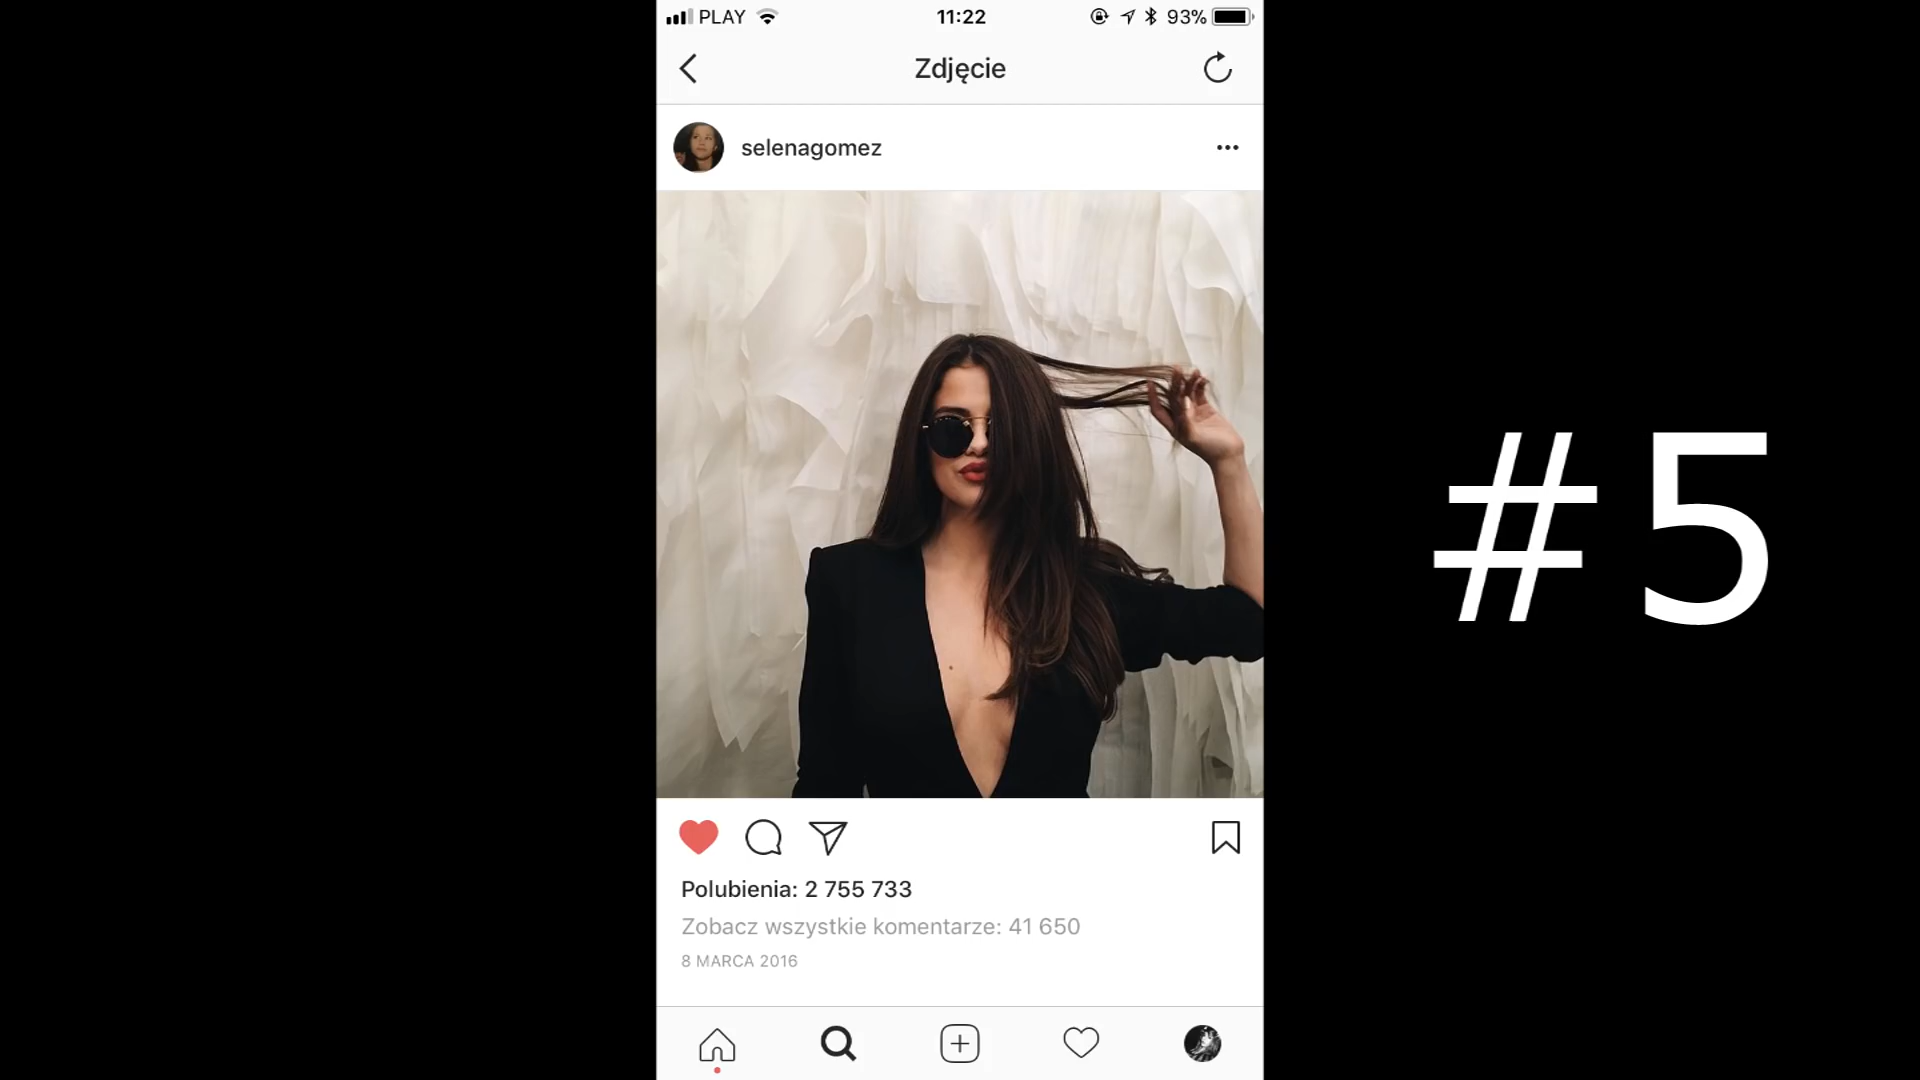 PLAY 11:22 93%
Zdjęcie
selenagomez
#5
Polubienia: 2 755 733
Zobacz wszystkie komentarze: 41 650
8 MARCA 2016